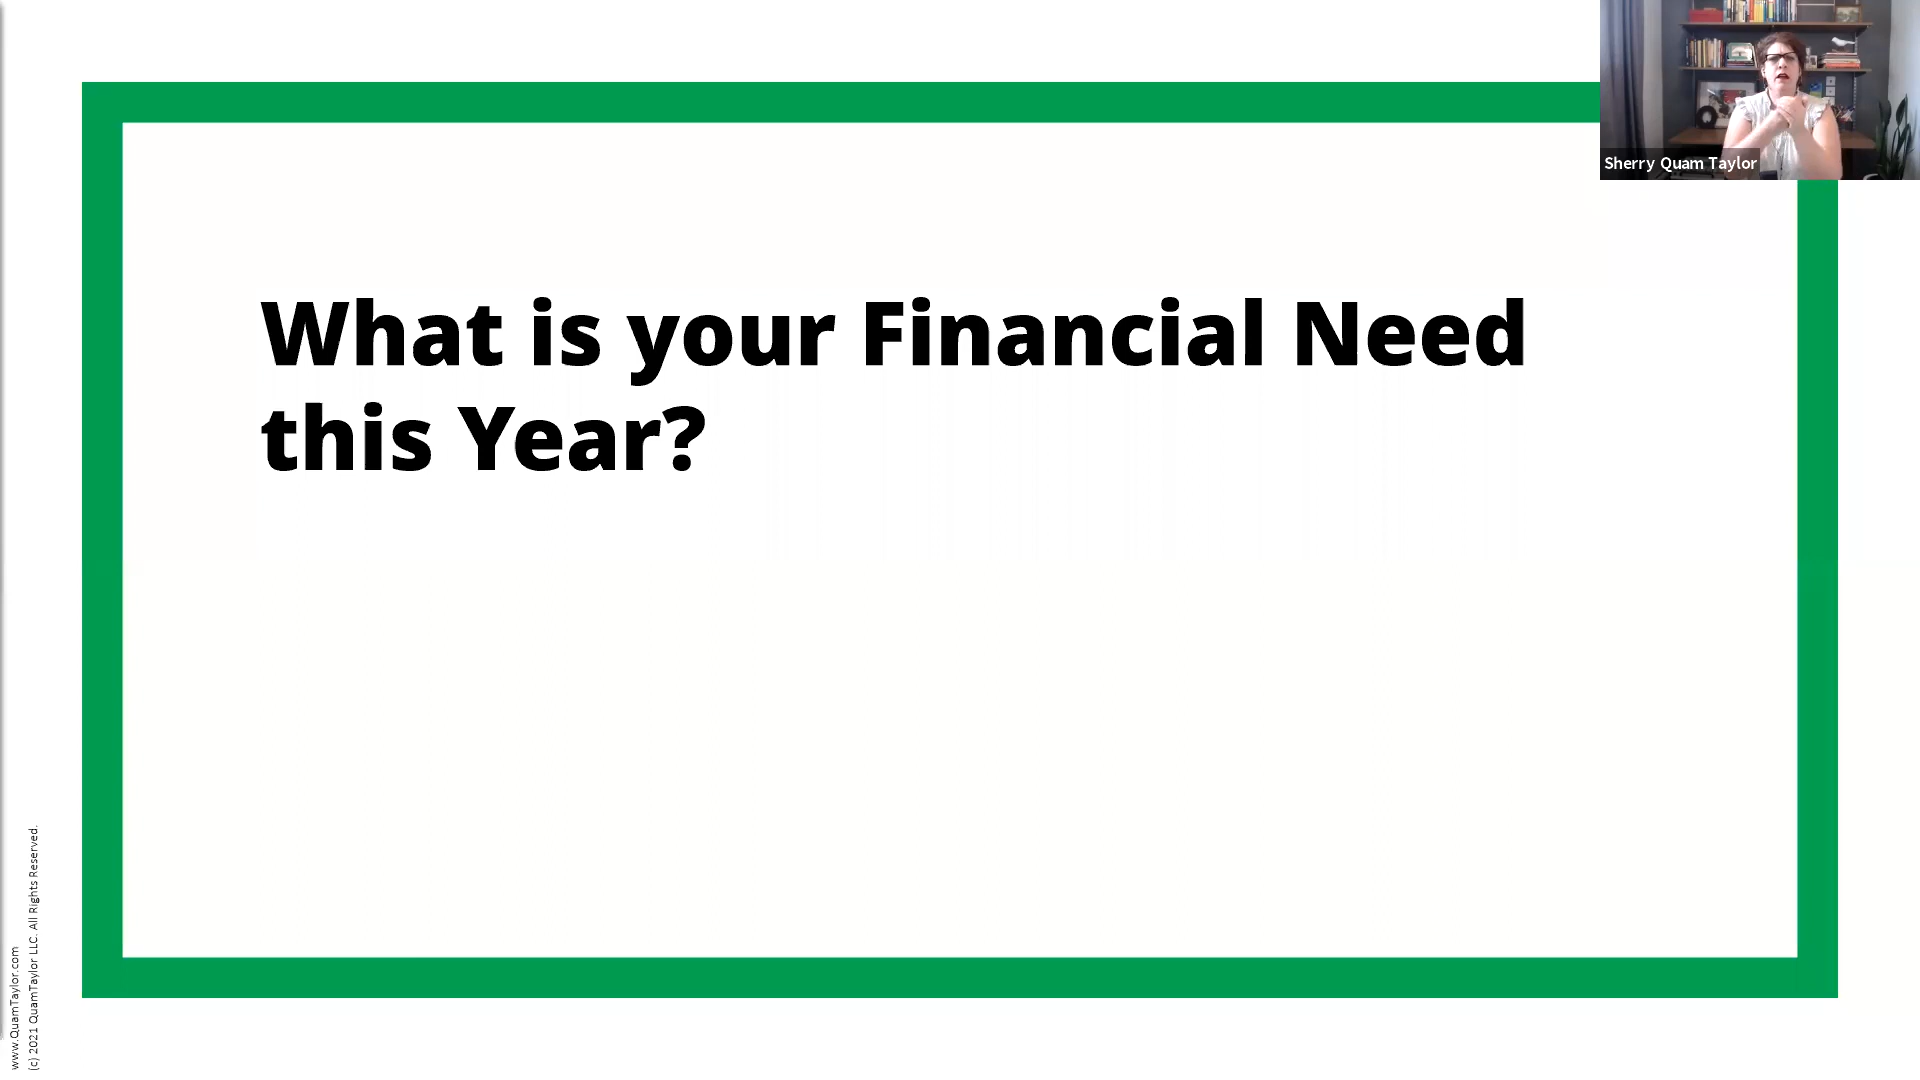 What is your Financial Need
this Year?
Sherry Quam Taylor
www.QuamTaylor.com
(c) 2021 QuamTaylor LLC. All Rights Reserved.